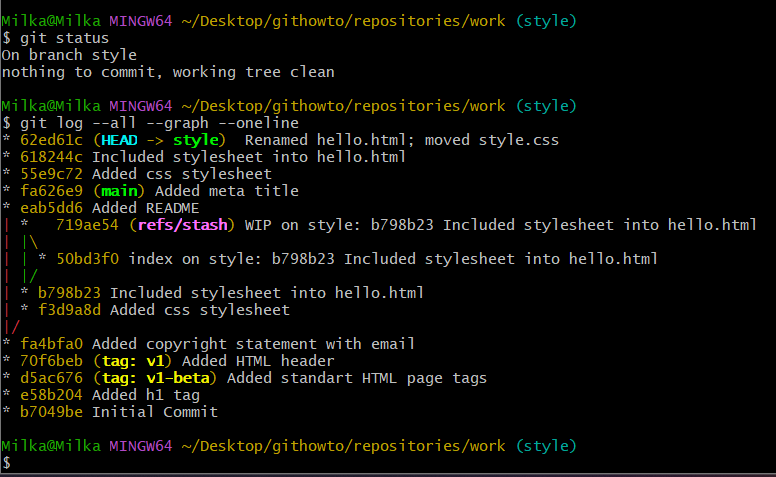 Milka@Milka MINGW64 ~/Desktop/githowto/repositories/work (style)
$ git status
On branch style
nothing to commit, working tree clean
Milka@Milka MINGW64 ~/Desktop/githowto/repositories/work (style)
$ git log --all --graph --oneline
* 62ed61c (HEAD -> style)  Renamed hello.html; moved style.css
* 618244c Included stylesheet into hello.html
* 55e9c72 Added css stylesheet
* fa626e9 (main) Added meta title
* eab5dd6 Added README
| *   719ae54 (refs/stash) WIP on style: b798b23 Included stylesheet into hello.html
| |\
| | * 50bd3f0 index on style: b798b23 Included stylesheet into hello.html
| |/
| * b798b23 Included stylesheet into hello.html
| * f3d9a8d Added css stylesheet
|/
* fa4bfa0 Added copyright statement with email
* 70f6beb (tag: v1) Added HTML header
* d5ac676 (tag: v1-beta) Added standart HTML page tags
* e58b204 Added h1 tag
* b7049be Initial Commit
Milka@Milka MINGW64 ~/Desktop/githowto/repositories/work (style)
$